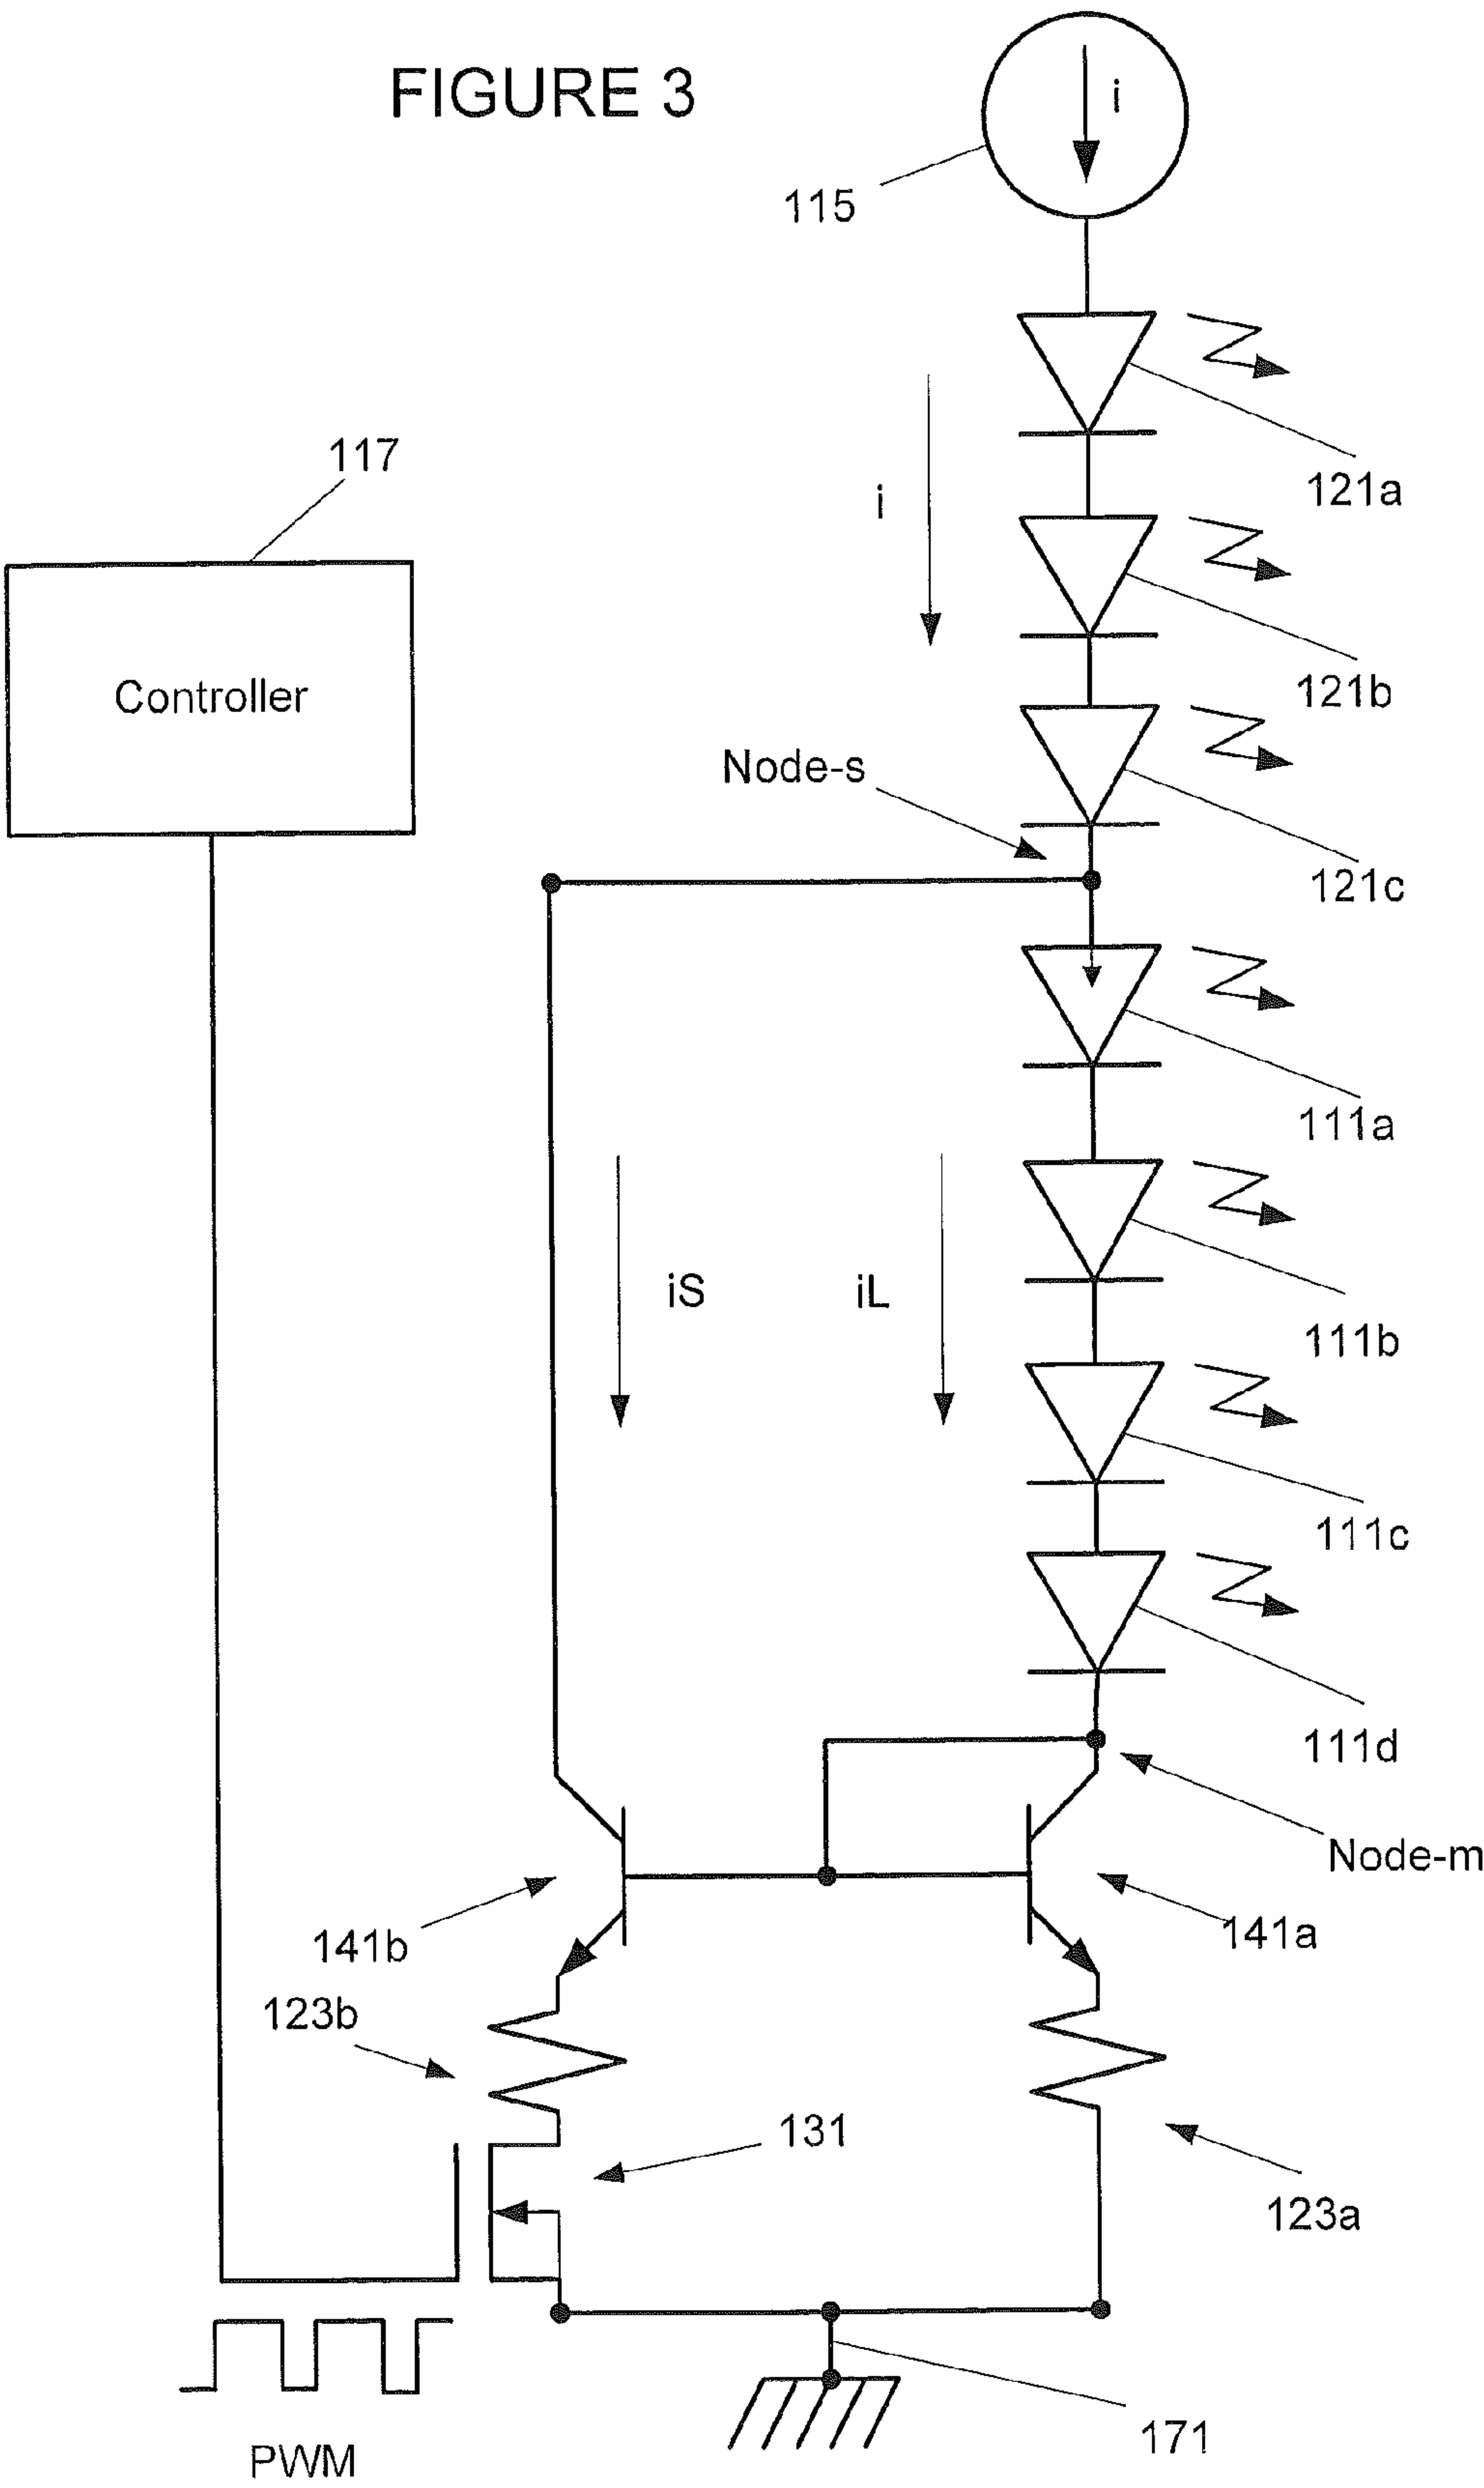 FIGURE 3
i
115
117
121a
i
Controller
121b
Node-s
121c
111a
iS
iL
111b
111c
111d
Node-m
141b
141a
123b
131
123a
171
PWM